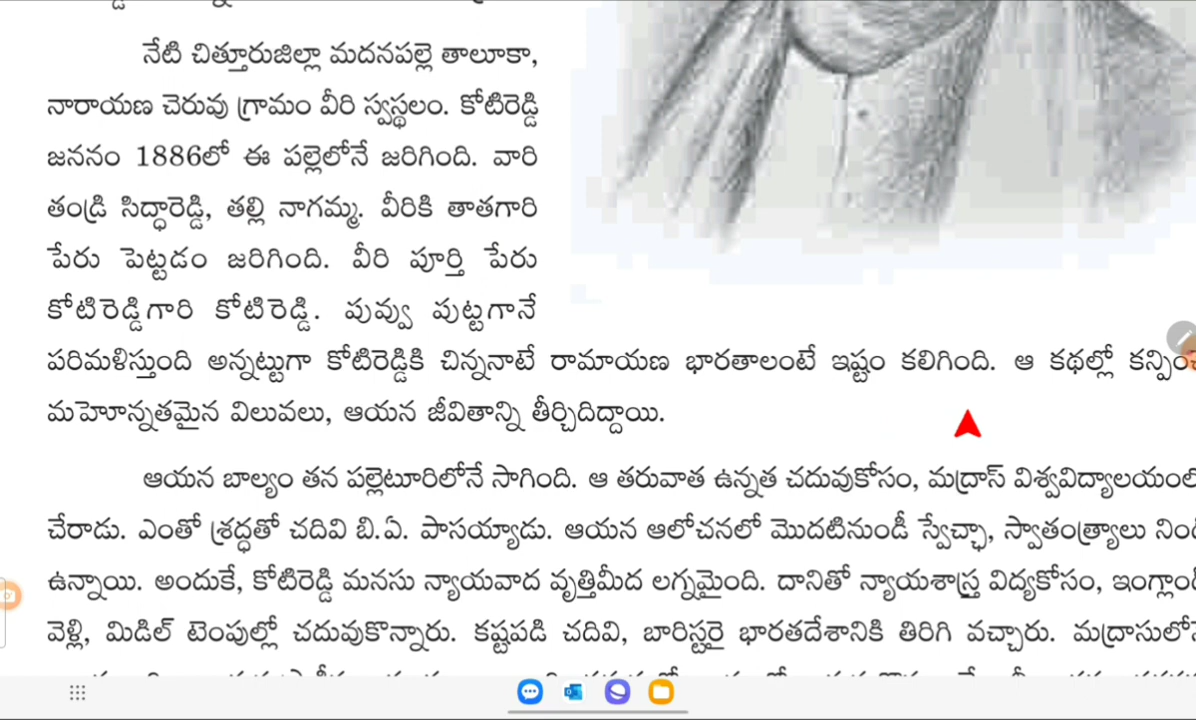 నేటి చిత్తూరుజిల్లా మదనపల్లె తాలూకా,
నారాయణ చెరువు గ్రామం వీరి స్వస్థలం. కోటిరెడ్డి
జననం 1886లో ఈ పల్లెలోనే జరిగింది. వారి
తండ్రి సిద్ధారెడ్డి, తల్లి నాగమ్మ. వీరికి తాతగారి
పేరు పెట్టడం జరిగింది. వీరి పూర్తి పేరు
కోటిరెడ్డిగారి కోటిరెడ్డి. పువ్వు పుట్టగానే
పరిమళిస్తుంది అన్నట్టుగా కోటిరెడ్డికి చిన్ననాటే రామాయణ భారతాలంటే ఇష్టం కలిగింది. ఆ కథల్లో
మహెూన్నతమైన విలువలు, ఆయన జీవితాన్ని తీర్చిదిద్దాయి.
ఆయన బాల్యం తన పల్లెటూరిలోనే సాగింది. ఆ తరువాత ఉన్నత చదువుకోసం, మద్రాస్
చేరాడు. ఎంతో శ్రద్ధతో చదివి బి.ఏ. పాసయ్యాడు. ఆయన ఆలోచనలో మొదటినుండీ స్వేచ్ఛా, స్వాతంత్ర్యాలు
ఉన్నాయి. అందుకే, కోటిరెడ్డి మనసు న్యాయవాద వృత్తిమీద లగ్నమైంది. దానితో న్యాయశాస్త్ర విద్యకోసం,
వెళ్లి, మిడిల్ టెంపుల్లో చదువుకొన్నారు. కష్టపడి చదివి, బారిస్టరై భారతదేశానికి తిరిగి వచ్చారు.